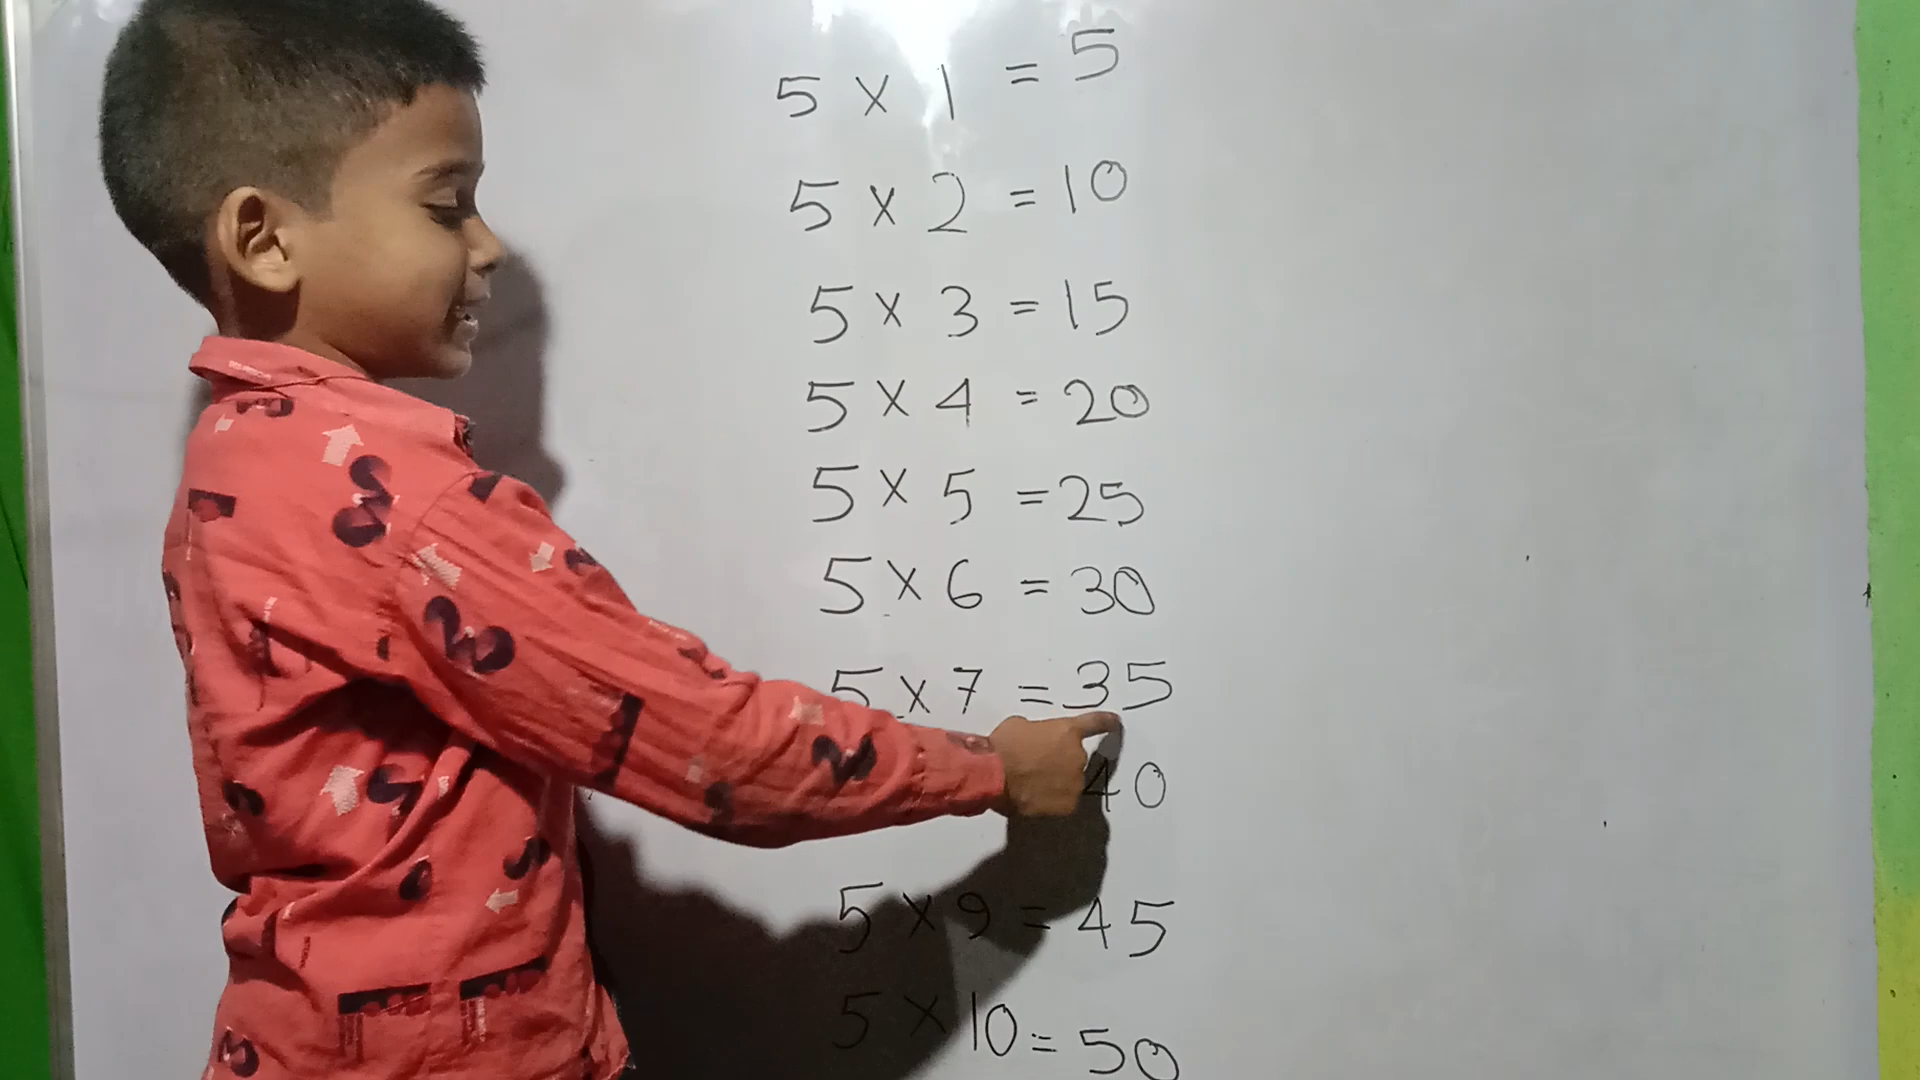 5 × 1 = 5
5 × 2 = 10
5 × 3 = 15
5 × 4 = 20
5 × 5 = 25
5 × 6 = 30
5 × 7 = 35
40
5 × 9 = 45
5 × 10 = 50